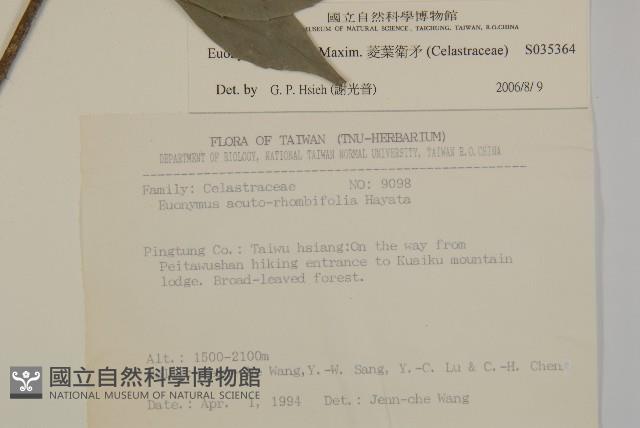 國立自然科學博物館
MUSEUM OF NATURAL SCIENCE, TAICHUNG, TAIWAN, R.O.CHINA
Euony Maxim. 菱葉衛矛 (Celastraceae) S035364
Det. by G. P. Hsieh (謝光普) 2006/8/9
FLORA OF TAIWAN (TNU-HERBARIUM)
DEPARTMENT OF BIOLOGY, NATIONAL TAIWAN NORMAL UNIVERSITY, TAIWAN R.O.CHINA
Family: Celastraceae NO: 9098
Euonymus acuto-rhombifolia Hayata
Pingtung Co.: Taiwu hsiang:On the way from
Peitawushan hiking entrance to Kuaiku mountain
lodge. Broad-leaved forest.
Alt.: 1500-2100m
Wang,Y.-W. Sang, Y.-C. Lu & C.-H. Chen
Date.: Apr. 1, 1994 Det.: Jenn-che Wang
國立自然科學博物館
NATIONAL MUSEUM OF NATURAL SCIENCE